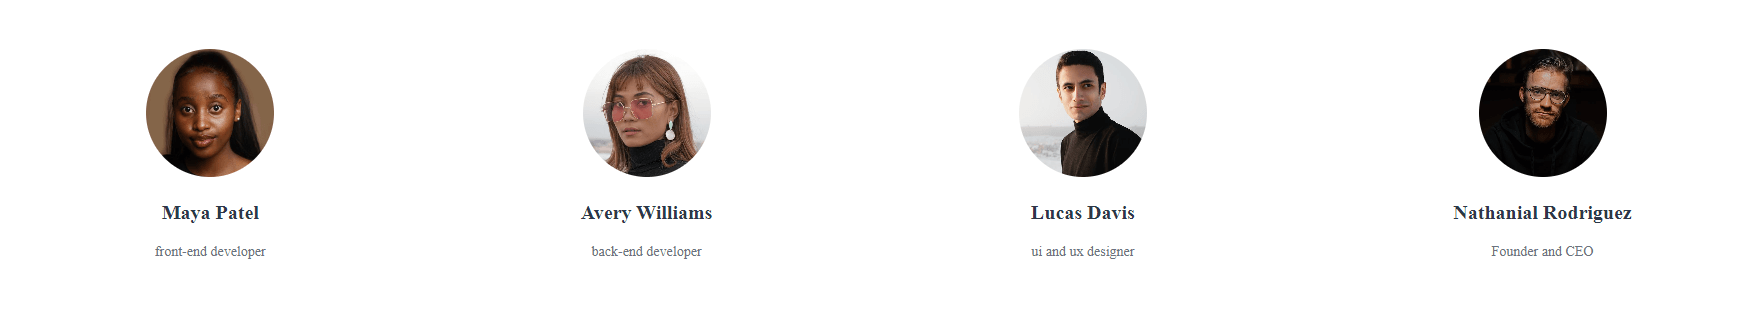 Maya Patel
front-end developer
Avery Williams
back-end developer
Lucas Davis
ui and ux designer
Nathanial Rodriguez
Founder and CEO